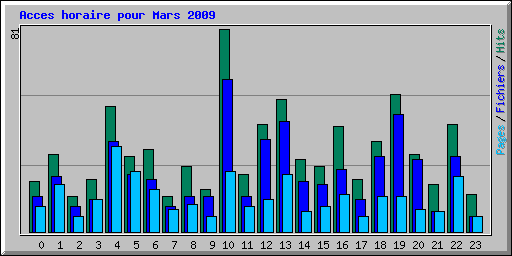 Acces horaire pour Mars 2009
81
Pages/Fichiers/Hits
0 1 2 3 4 5 6 7 8 9 10 11 12 13 14 15 16 17 18 19 20 21 22 23